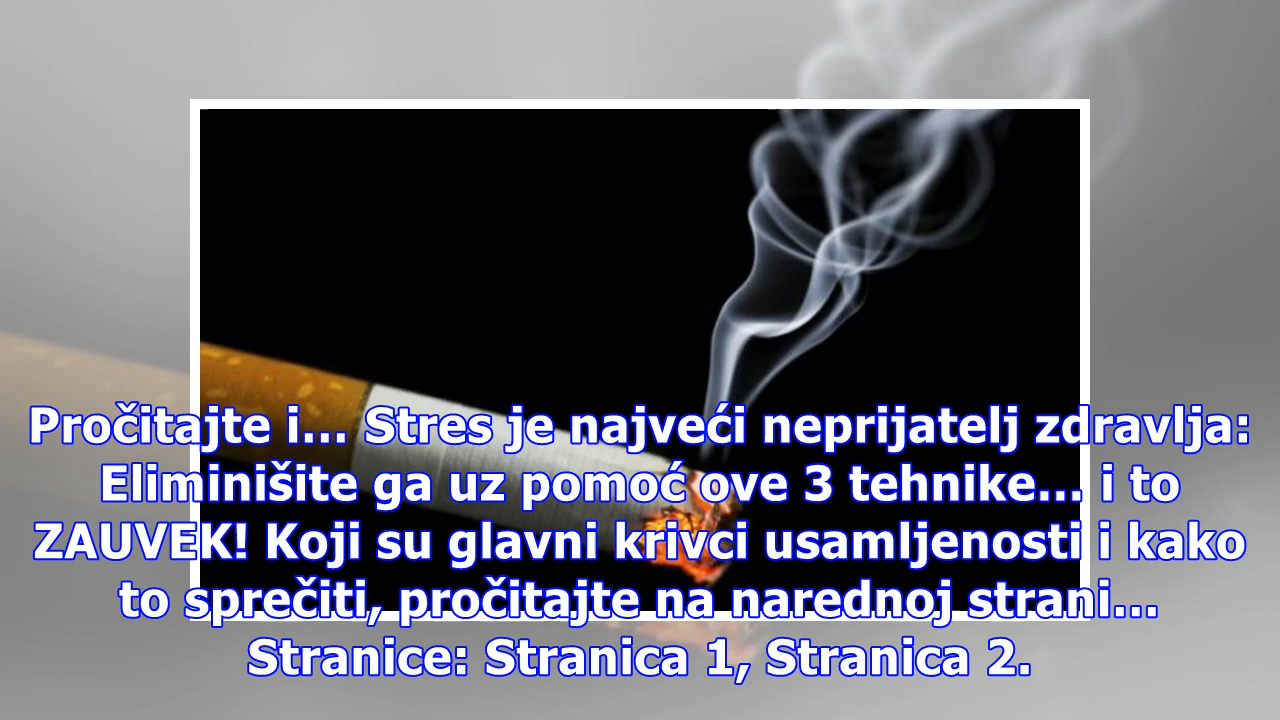 Pročitajte i... Stres je najveći neprijatelj zdravlja:
Eliminišite ga uz pomoć ove 3 tehnike... i to
ZAUVEK! Koji su glavni krivci usamljenosti i kako
to sprečiti, pročitajte na narednoj strani...
Stranice: Stranica 1, Stranica 2.